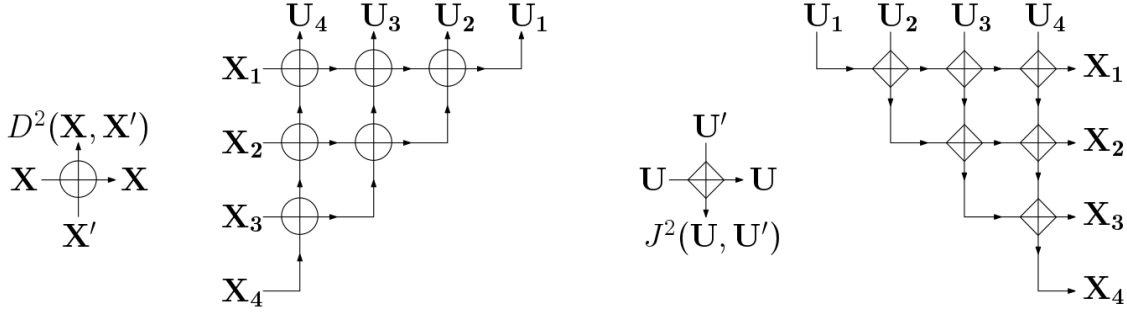 U₄ U₃ U₂ U₁
X₁
X₂
X₃
X₄
D²(X, X′)
X X
X′
U₁ U₂ U₃ U₄
X₁
X₂
X₃
X₄
U′
U U
J²(U, U′)